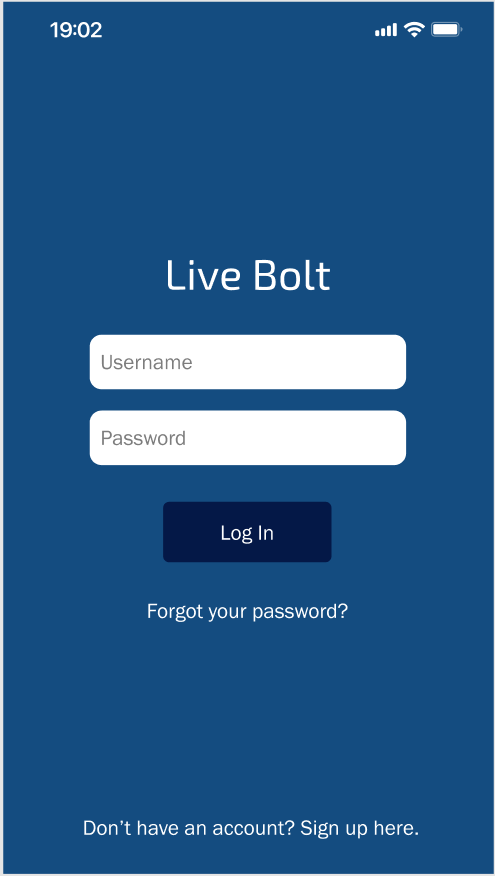 19:02
Live Bolt
Username
Password
Log In
Forgot your password?
Don’t have an account? Sign up here.